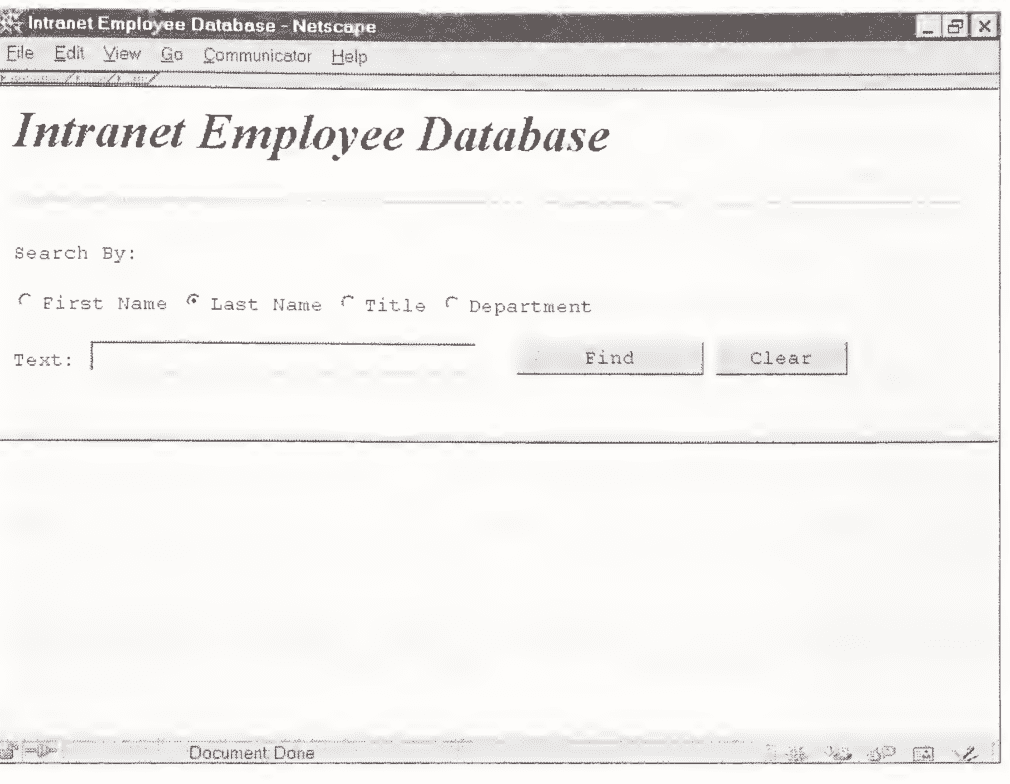 Intranet Employee Database - Netscape
File Edit View Go Communicator Help
Intranet Employee Database
Search By:
First Name Last Name Title Department
Text: Find Clear
Document: Done